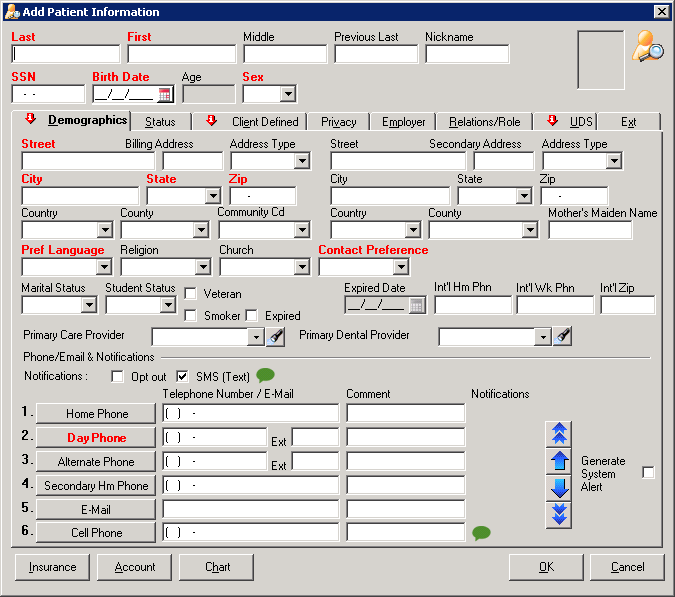 Add Patient Information
Last First Middle Previous Last Nickname
SSN Birth Date Age Sex
- - __/__/____
Demographics Status Client Defined Privacy Employer Relations/Role UDS Ext
Street Billing Address Address Type Street Secondary Address Address Type
City State Zip City State Zip
- -
Country County Community Cd Country County Mother's Maiden Name
Pref Language Religion Church Contact Preference
Marital Status Student Status Veteran Expired Date Int'l Hm Phn Int'l Wk Phn Int'l Zip
__/__/____
Smoker Expired
Primary Care Provider Primary Dental Provider
Phone/Email & Notifications
Notifications : Opt out SMS (Text)
Telephone Number / E-Mail Comment Notifications
1. Home Phone ( ) -
2. Day Phone ( ) - Ext
3. Alternate Phone ( ) - Ext
4. Secondary Hm Phone ( ) -
5. E-Mail
6. Cell Phone ( ) -
Generate
System
Alert
Insurance Account Chart OK Cancel